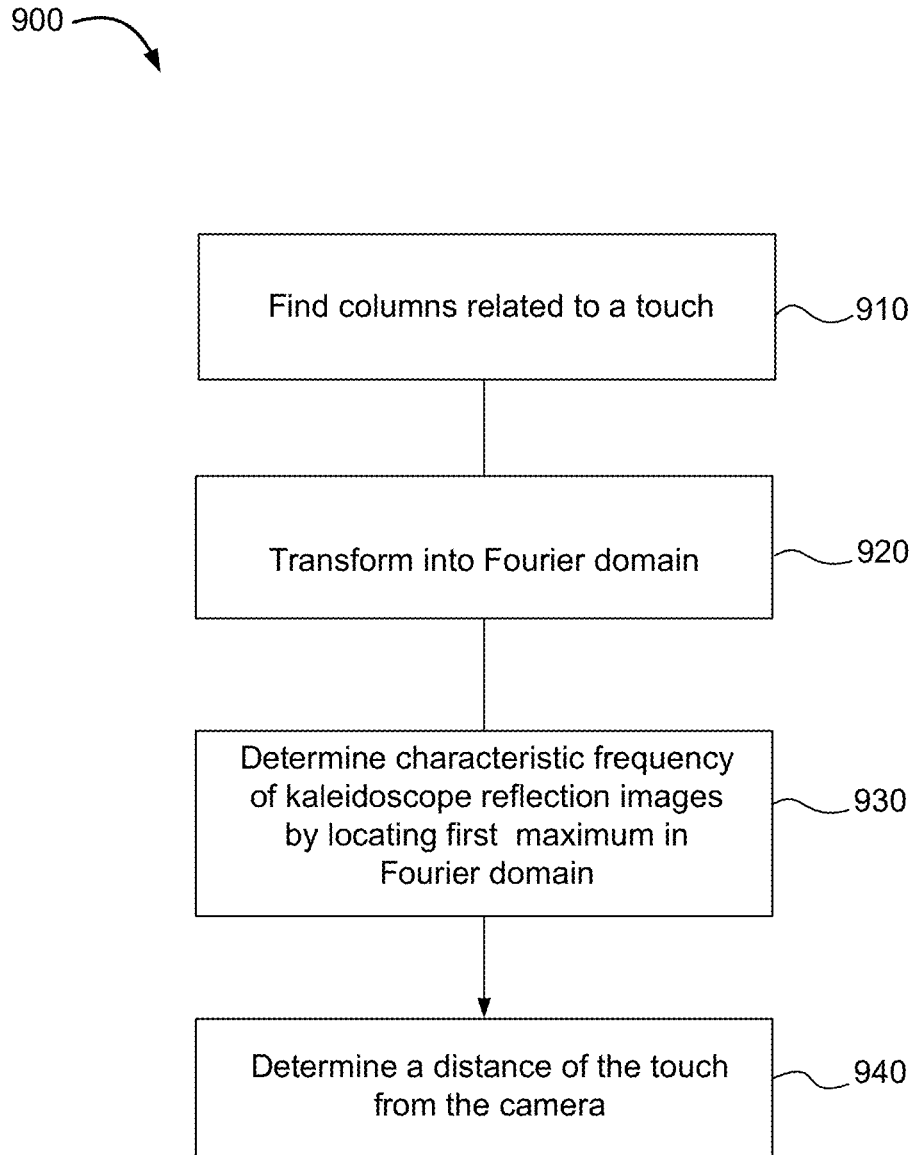 900
Find columns related to a touch
910
Transform into Fourier domain
920
Determine characteristic frequency
of kaleidoscope reflection images
by locating first maximum in
Fourier domain
930
Determine a distance of the touch
from the camera
940